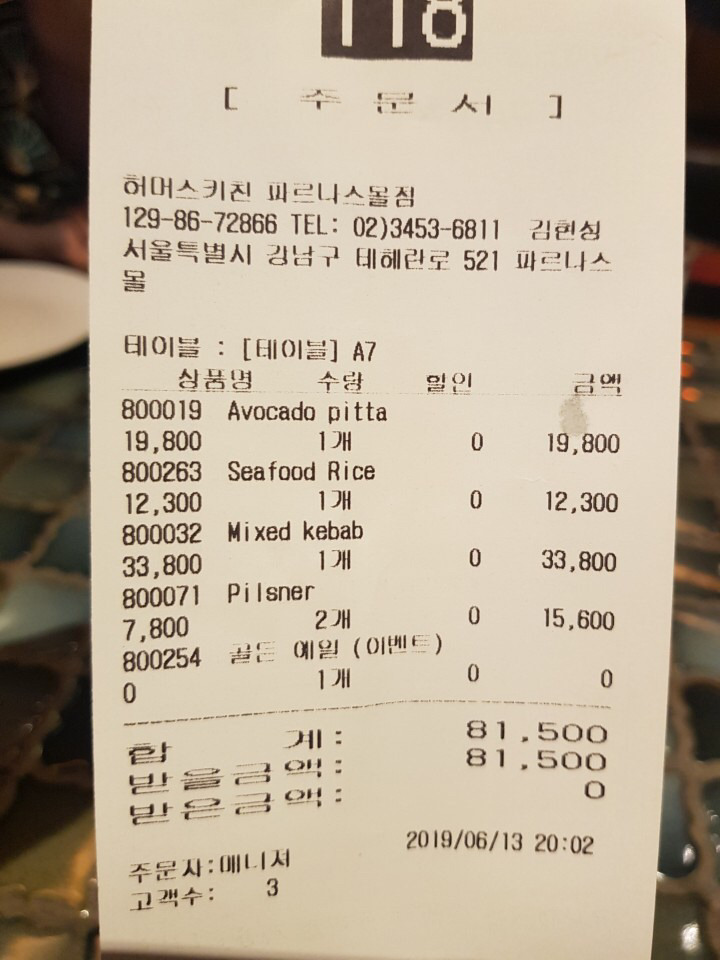 118
[ 주 문 서 ]
허머스키친 파르나스몰점
129-86-72866 TEL: 02)3453-6811 김현성
서울특별시 강남구 테헤란로 521 파르나스
몰
테이블 : [테이블] A7
상품명 수량 할인 금액
800019 Avocado pitta
19,800 1개 0 19,800
800263 Seafood Rice
12,300 1개 0 12,300
800032 Mixed kebab
33,800 1개 0 33,800
800071 Pilsner
7,800 2개 0 15,600
800254 골든 에일 (이벤트)
0 1개 0 0
합 계: 81,500
받을금액: 81,500
받은금액: 0
2019/06/13 20:02
주문자:매니저
고객수: 3